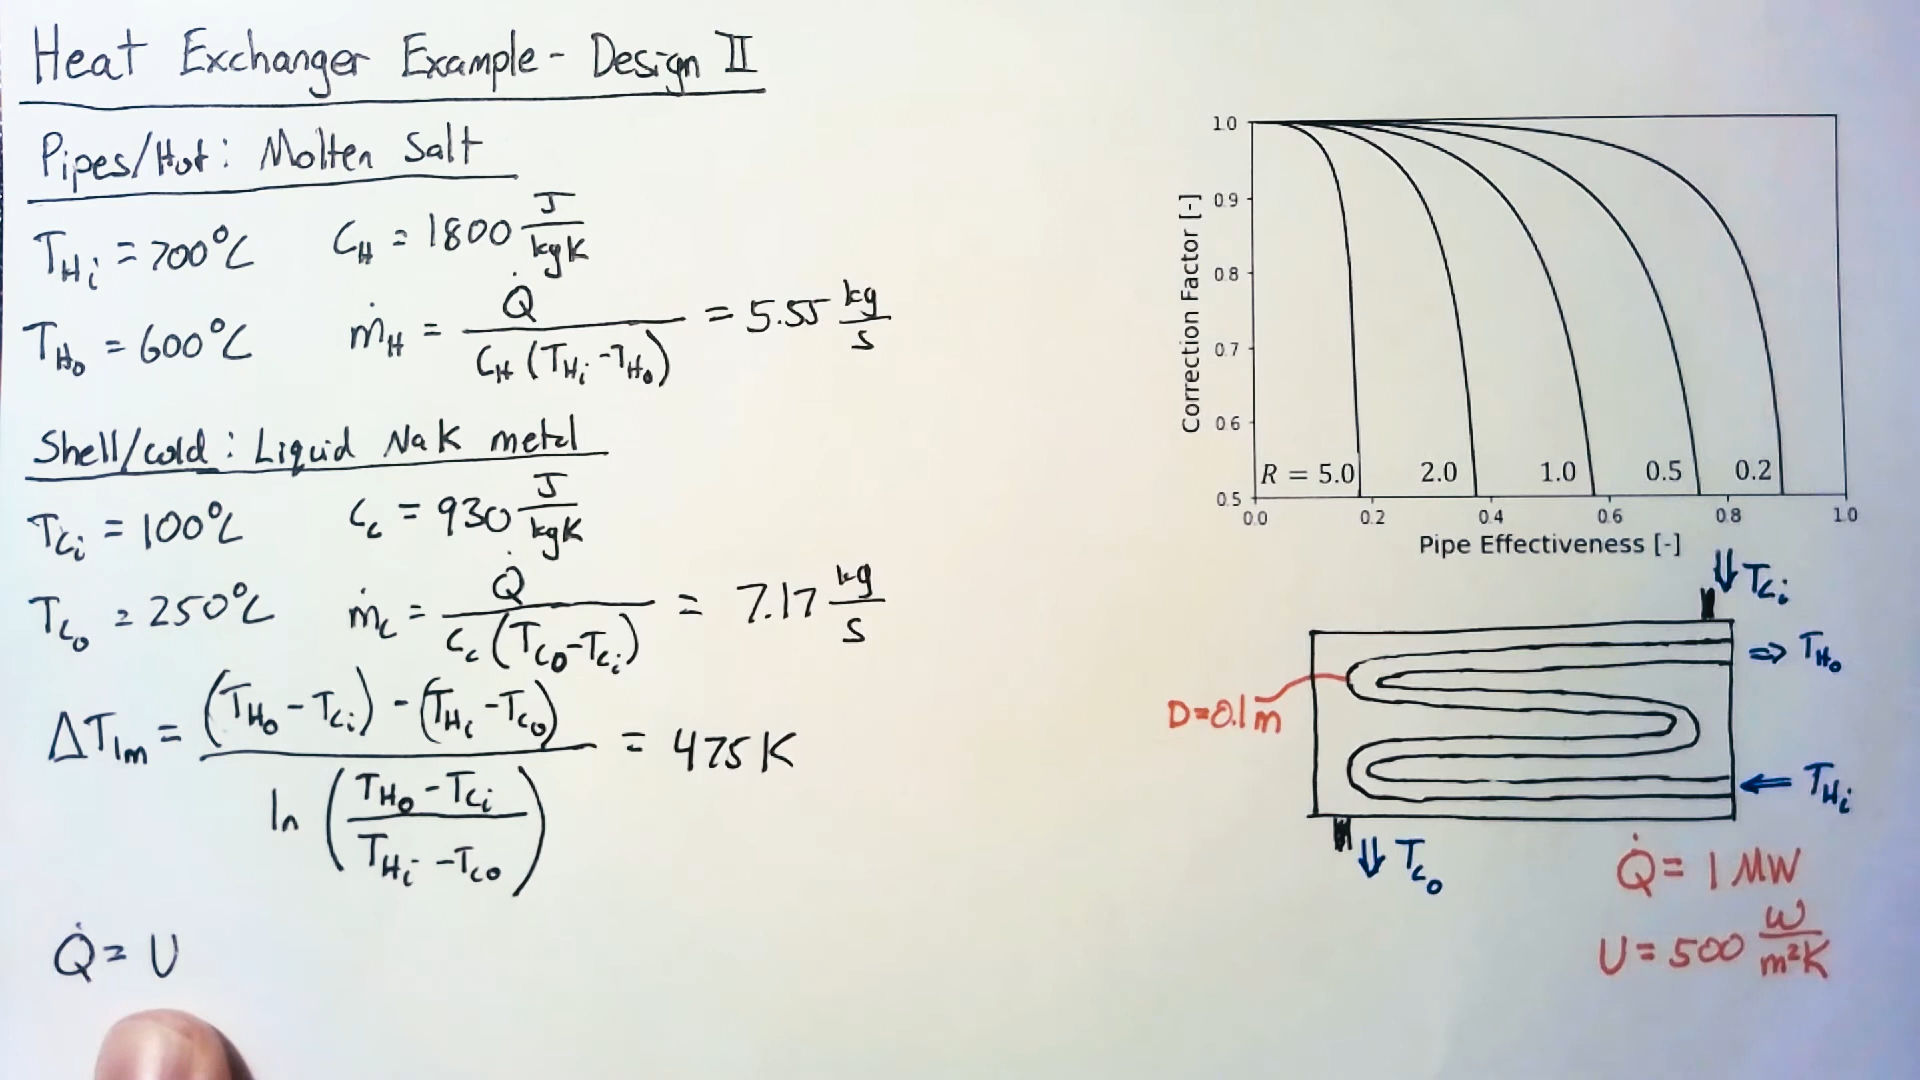 Heat Exchanger Example - Design II
Pipes/Hot: Molten Salt
T_Hi = 700°C   C_H = 1800 J/kgK
T_Ho = 600°C   ṁ_H = Q̇ / (C_H (T_Hi - T_Ho)) = 5.55 kg/s
Shell/cold: Liquid NaK metal
T_Ci = 100°C   C_c = 930 J/kgK
T_Co = 250°C   ṁ_c = Q̇ / (C_c (T_Co - T_Ci)) = 7.17 kg/s
ΔT_lm = ((T_Ho - T_Ci) - (T_Hi - T_Co)) / ln((T_Ho - T_Ci) / (T_Hi - T_Co)) = 475 K
Q̇ = U
Correction Factor [-]
1.0
0.9
0.8
0.7
0.6
0.5
R = 5.0   2.0   1.0   0.5   0.2
0.0   0.2   0.4   0.6   0.8   1.0
Pipe Effectiveness [-]
⇓ T_Ci
⇒ T_Ho
D=0.1m
← T_Hi
⇓ T_Co
Q̇ = 1 MW
U = 500 W/m²K